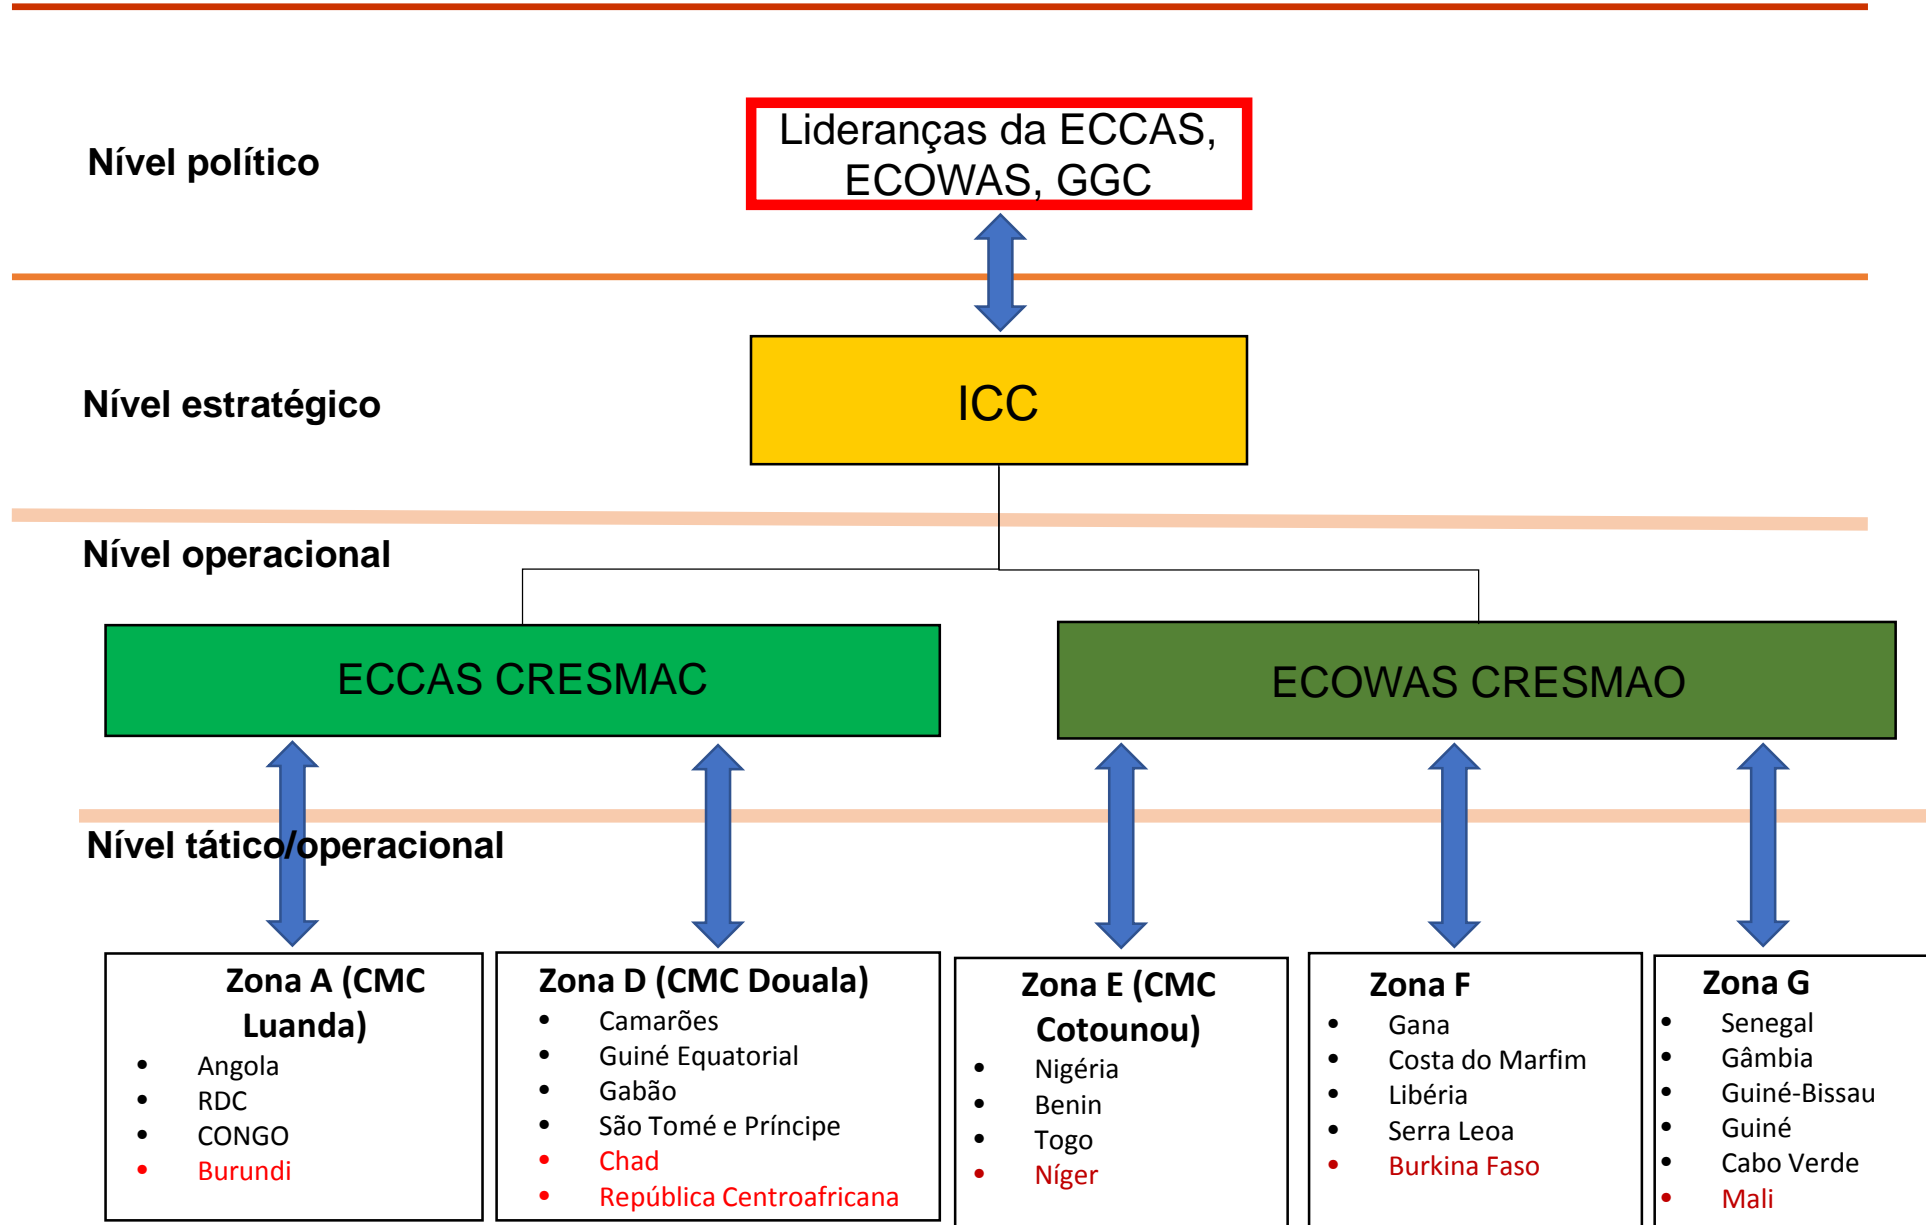 Nível político
Lideranças da ECCAS,
ECOWAS, GGC
Nível estratégico
ICC
Nível operacional
ECCAS CRESMAC
ECOWAS CRESMAO
Nível tático/operacional
Zona A (CMC
Luanda)
• Angola
• RDC
• CONGO
• Burundi
Zona D (CMC Douala)
• Camarões
• Guiné Equatorial
• Gabão
• São Tomé e Príncipe
• Chad
• República Centroafricana
Zona E (CMC
Cotounou)
• Nigéria
• Benin
• Togo
• Níger
Zona F
• Gana
• Costa do Marfim
• Libéria
• Serra Leoa
• Burkina Faso
Zona G
• Senegal
• Gâmbia
• Guiné-Bissau
• Guiné
• Cabo Verde
• Mali